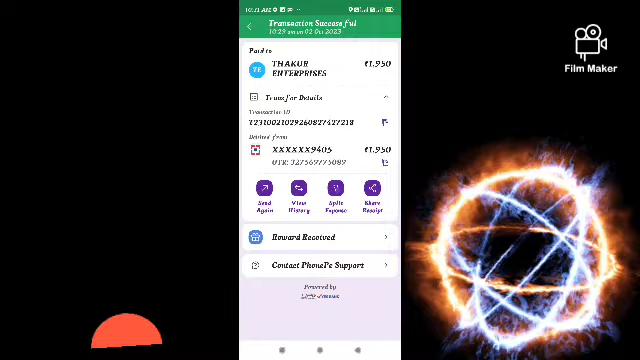 Transaction Successful
10:29 am on 02 Oct 2023
Paid to
TE
THAKUR
ENTERPRISES
₹1,950
Transfer Details
Transaction ID
T2310021029260827427218
Debited from
XXXXXX9405
₹1,950
UTR: 327569775089
Send
Again
View
History
Split
Expense
Share
Receipt
Reward Received
Contact PhonePe Support
Powered by
Film Maker